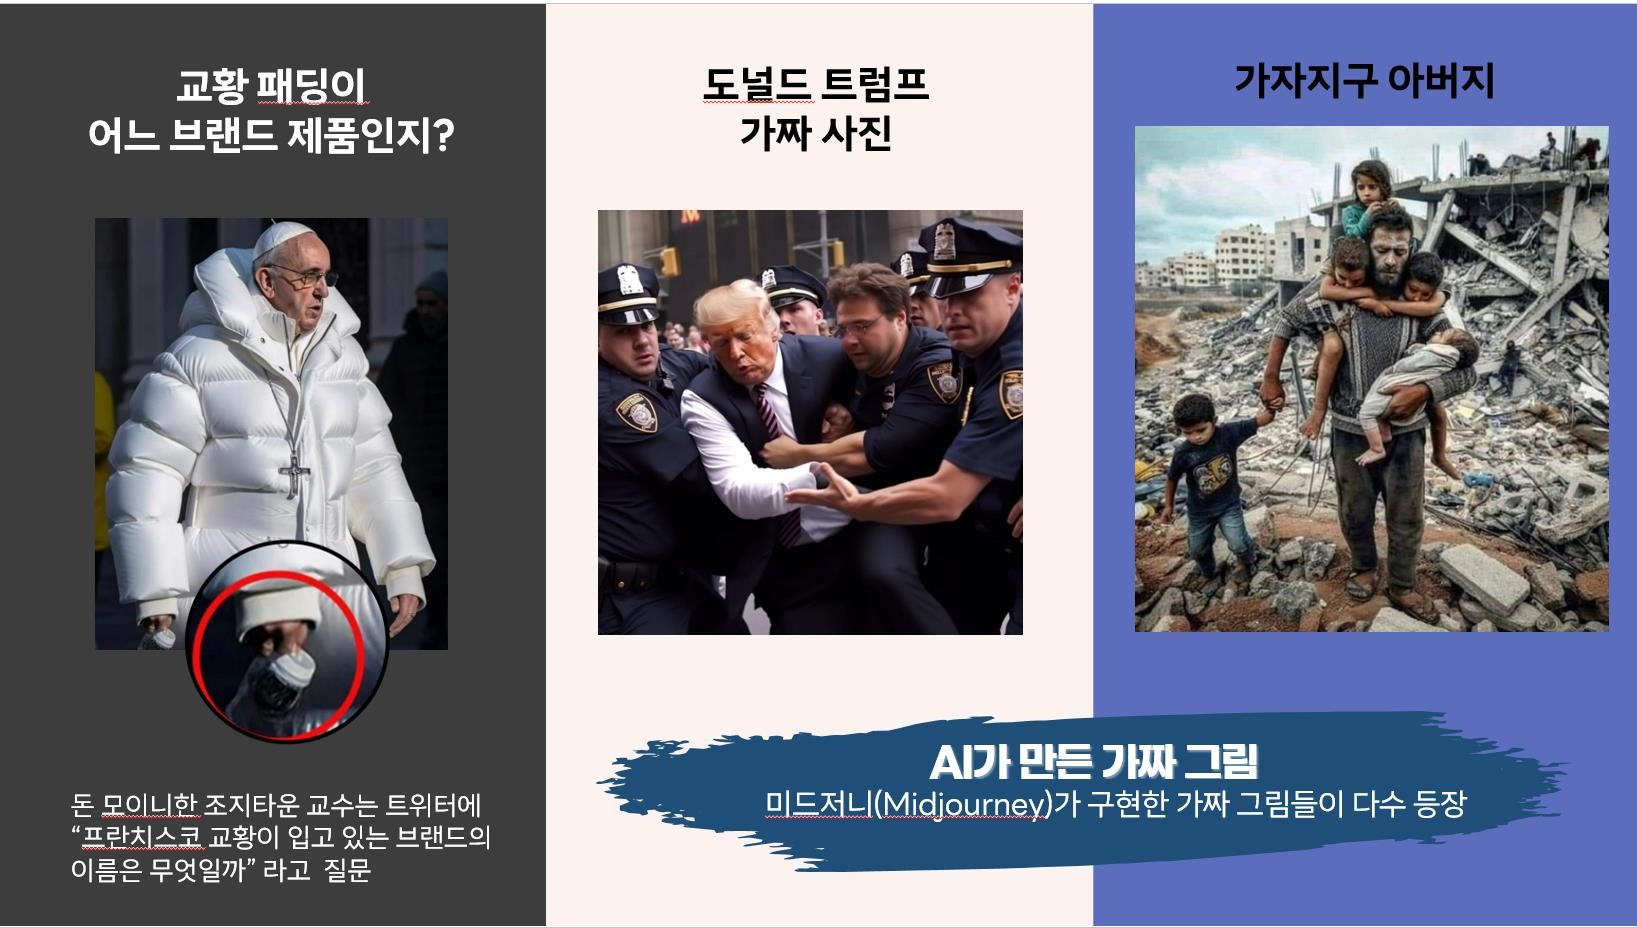 교황 패딩이
어느 브랜드 제품인지?
돈 모이니한 조지타운 교수는 트위터에
“프란치스코 교황이 입고 있는 브랜드의
이름은 무엇일까” 라고 질문
도널드 트럼프
가짜 사진
가자지구 아버지
AI가 만든 가짜 그림
미드저니(Midjourney)가 구현한 가짜 그림들이 다수 등장